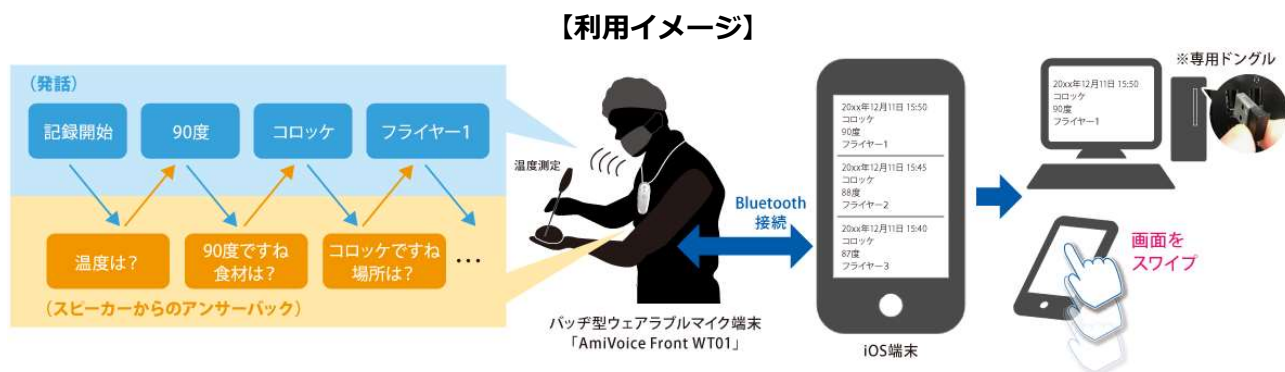 【利用イメージ】
(発話)
記録開始
90度
コロッケ
フライヤー1
温度は?
90度ですね
食材は?
コロッケですね
場所は?
…
(スピーカーからのアンサーバック)
温度測定
バッヂ型ウェアラブルマイク端末
「AmiVoice Front WT01」
Bluetooth
接続
20xx年12月11日 15:50
コロッケ
90度
フライヤー1
20xx年12月11日 15:45
コロッケ
88度
フライヤー2
20xx年12月11日 15:40
コロッケ
87度
フライヤー3
iOS端末
※専用ドングル
20xx年12月11日 15:50
コロッケ
90度
フライヤー1
画面を
スワイプ